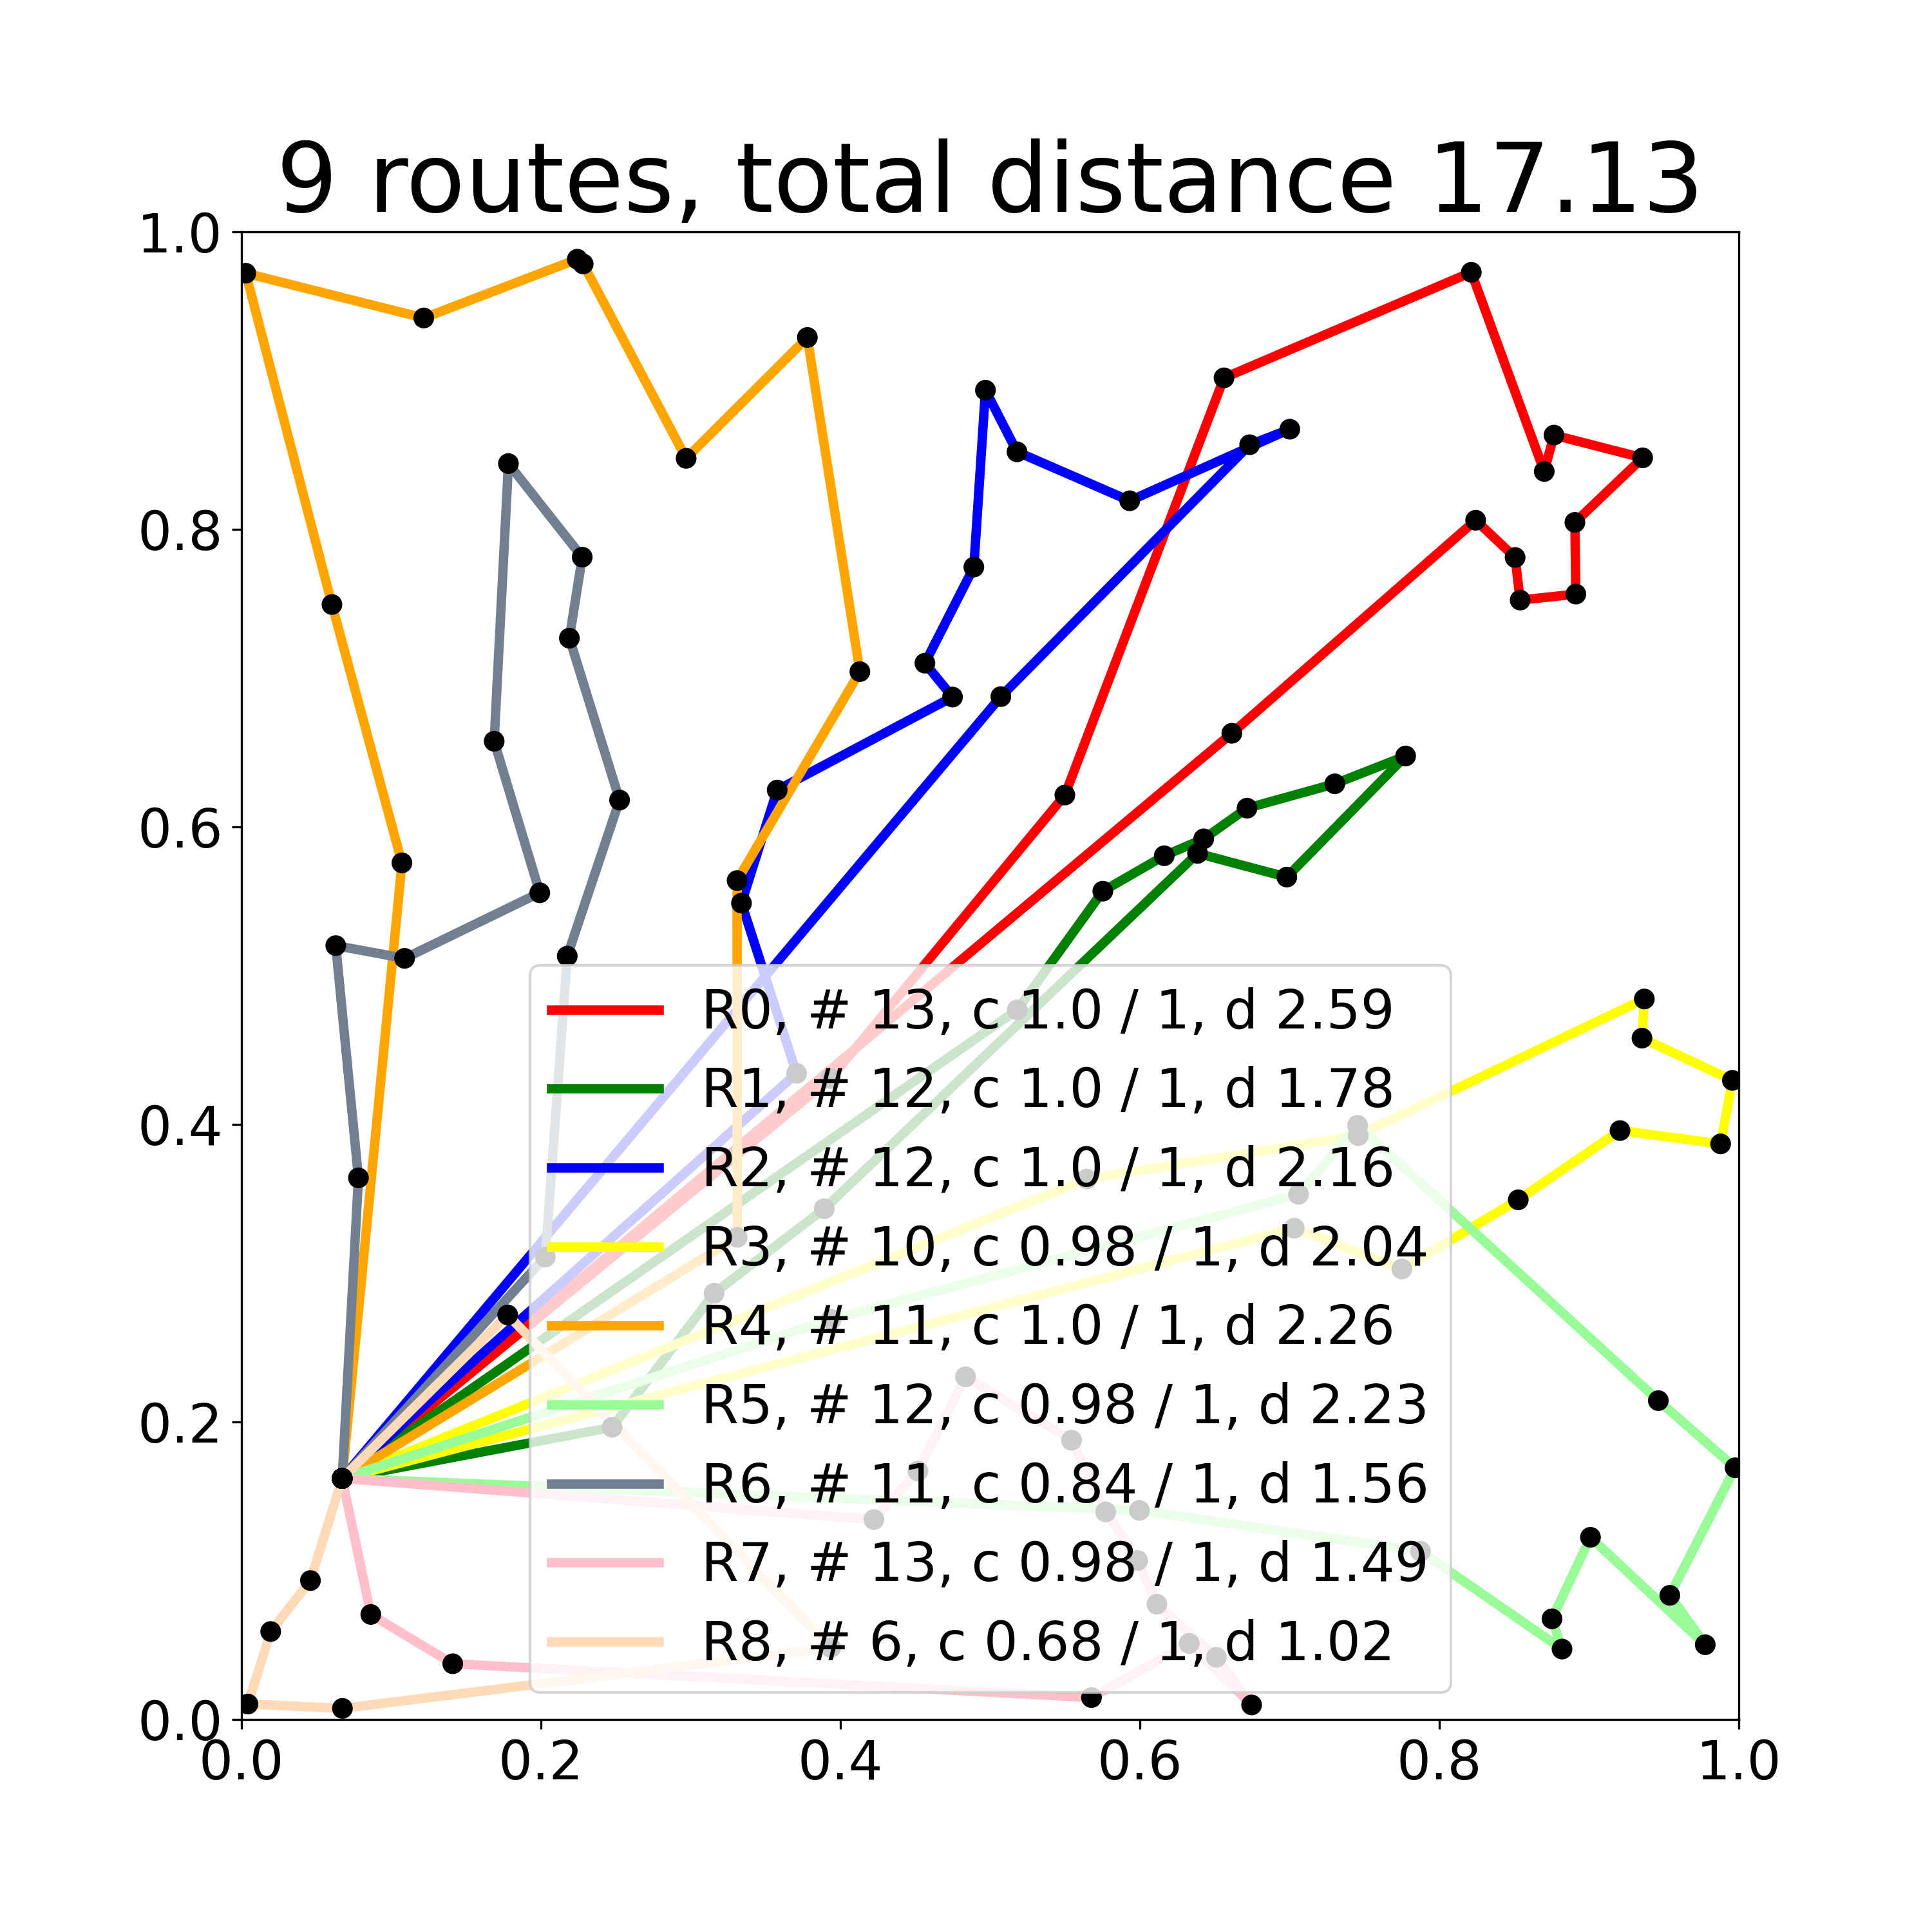 9 routes, total distance 17.13
1.0
0.8
0.6
0.4
0.2
0.0
R0, # 13, c 1.0 / 1, d 2.59
R1, # 12, c 1.0 / 1, d 1.78
R2, # 12, c 1.0 / 1, d 2.16
R3, # 10, c 0.98 / 1, d 2.04
R4, # 11, c 1.0 / 1, d 2.26
R5, # 12, c 0.98 / 1, d 2.23
R6, # 11, c 0.84 / 1, d 1.56
R7, # 13, c 0.98 / 1, d 1.49
R8, # 6, c 0.68 / 1, d 1.02
0.0 0.2 0.4 0.6 0.8 1.0